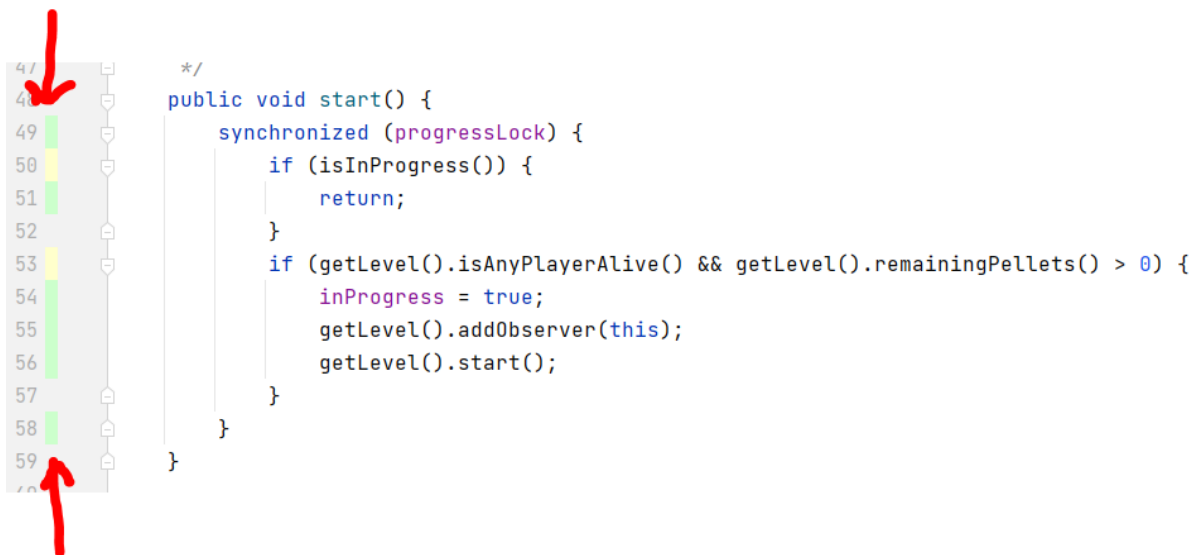 47 */
48 public void start() {
49 synchronized (progressLock) {
50 if (isInProgress()) {
51 return;
52 }
53 if (getLevel().isAnyPlayerAlive() && getLevel().remainingPellets() > 0) {
54 inProgress = true;
55 getLevel().addObserver(this);
56 getLevel().start();
57 }
58 }
59 }